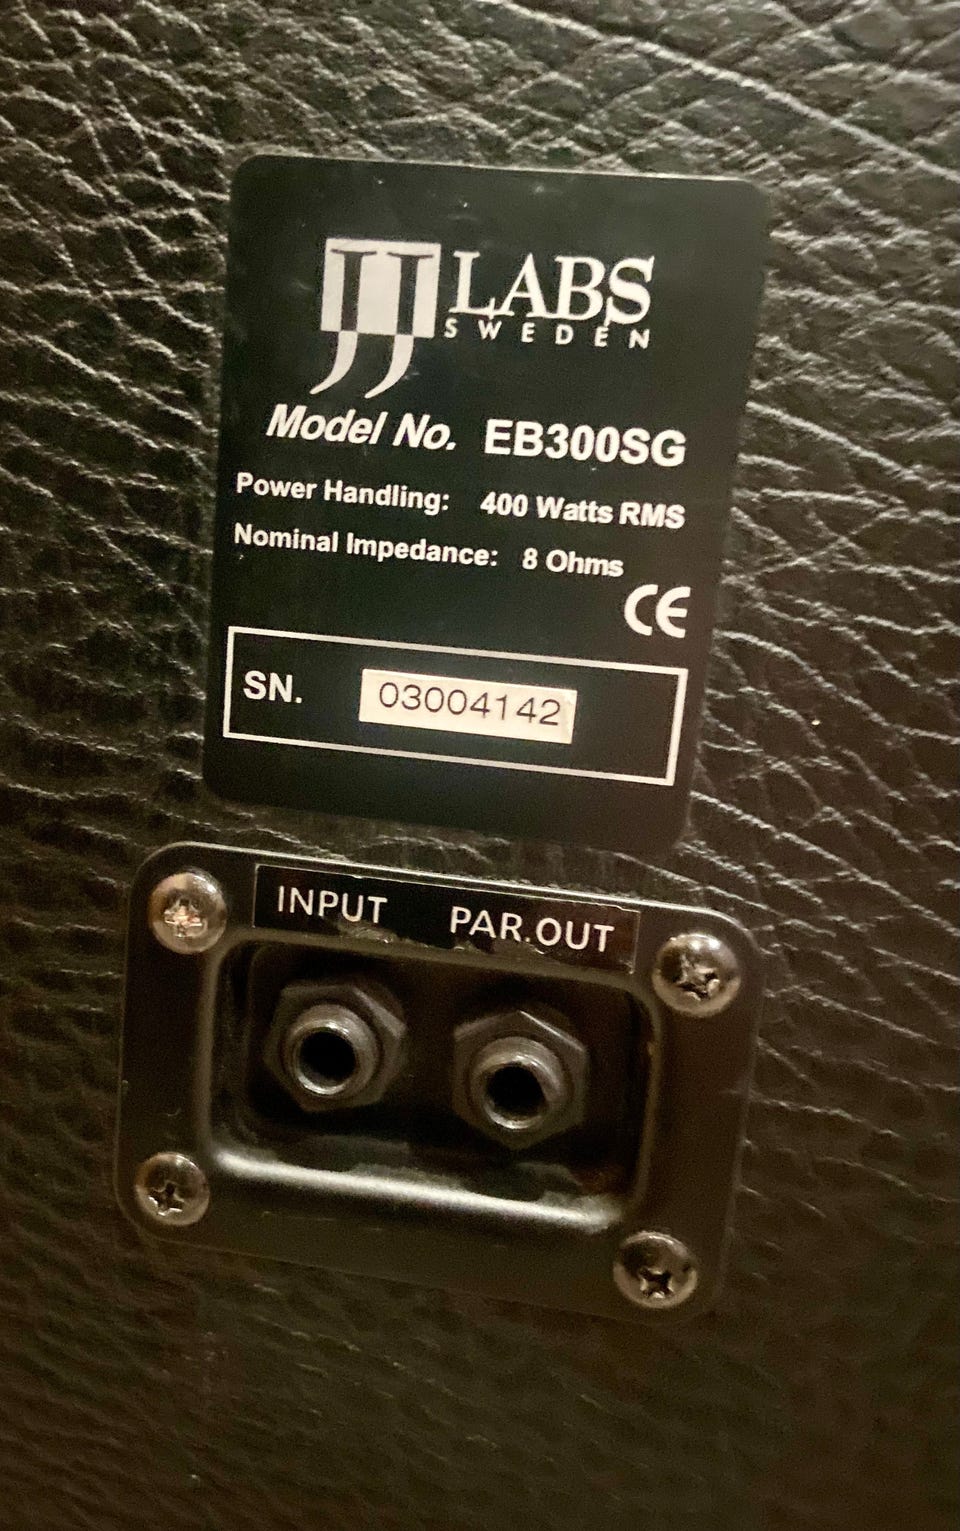 JJ LABS
SWEDEN
Model No. EB300SG
Power Handling: 400 Watts RMS
Nominal Impedance: 8 Ohms
CE
SN. 03004142
INPUT PAR.OUT